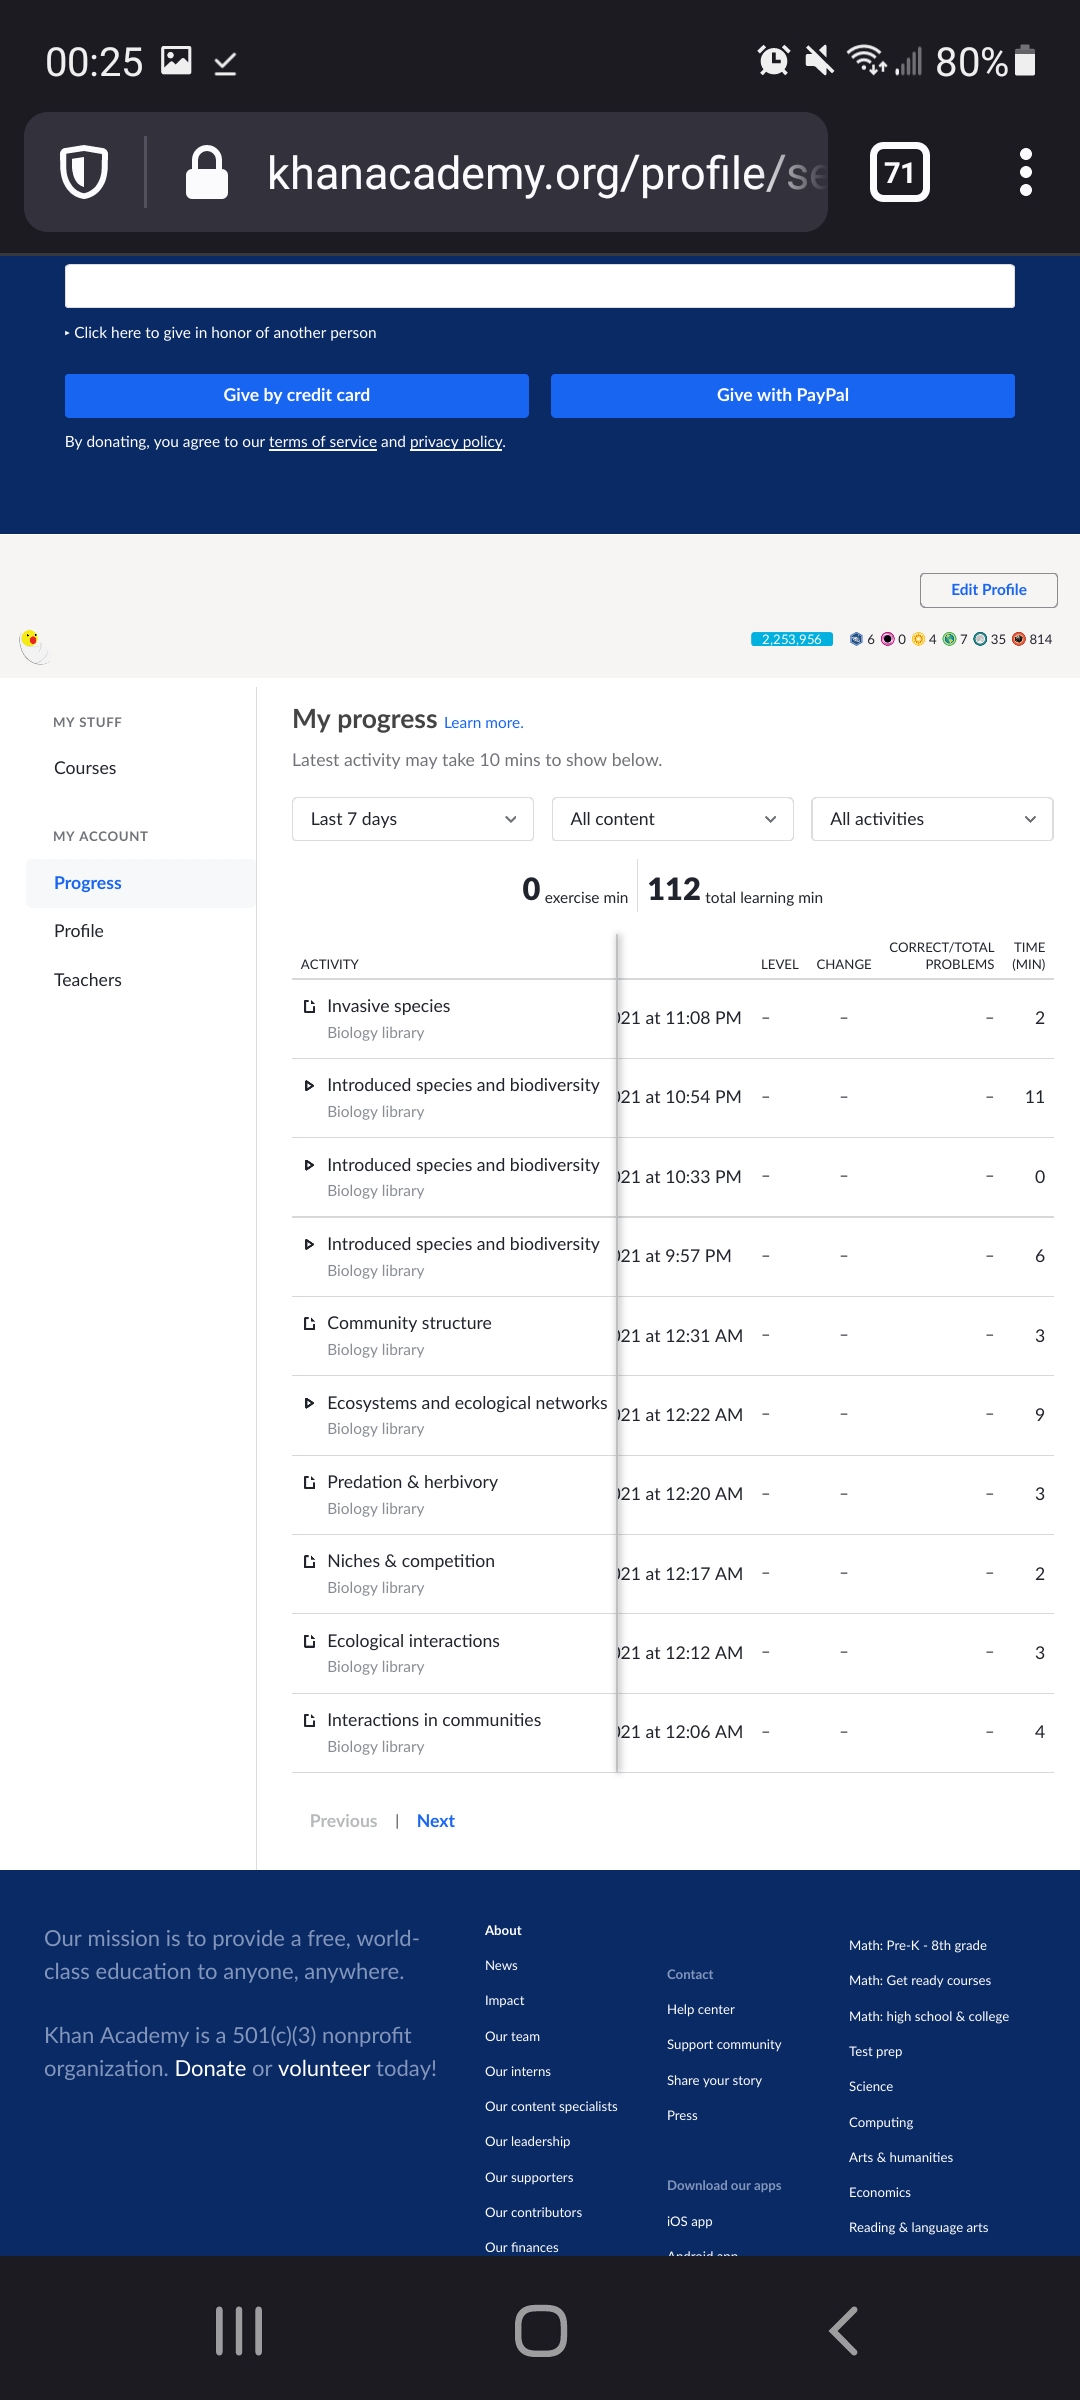 00:25
80%
khanacademy.org/profile/se
71
Click here to give in honor of another person
Give by credit card
Give with PayPal
By donating, you agree to our terms of service and privacy policy.
Edit Profile
2,253,956 6 0 4 7 35 814
MY STUFF
Courses
MY ACCOUNT
Progress
Profile
Teachers
My progress Learn more.
Latest activity may take 10 mins to show below.
Last 7 days
All content
All activities
0 exercise min
112 total learning min
ACTIVITY LEVEL CHANGE CORRECT/TOTAL PROBLEMS TIME (MIN)
Invasive species
Biology library
021 at 11:08 PM – – – 2
Introduced species and biodiversity
Biology library
021 at 10:54 PM – – – 11
Introduced species and biodiversity
Biology library
021 at 10:33 PM – – – 0
Introduced species and biodiversity
Biology library
021 at 9:57 PM – – – 6
Community structure
Biology library
021 at 12:31 AM – – – 3
Ecosystems and ecological networks
Biology library
021 at 12:22 AM – – – 9
Predation & herbivory
Biology library
021 at 12:20 AM – – – 3
Niches & competition
Biology library
021 at 12:17 AM – – – 2
Ecological interactions
Biology library
021 at 12:12 AM – – – 3
Interactions in communities
Biology library
021 at 12:06 AM – – – 4
Previous | Next
Our mission is to provide a free, world-
class education to anyone, anywhere.
Khan Academy is a 501(c)(3) nonprofit
organization. Donate or volunteer today!
About
News
Impact
Our team
Our interns
Our content specialists
Our leadership
Our supporters
Our contributors
Our finances
Contact
Help center
Support community
Share your story
Press
Download our apps
iOS app
Android app
Math: Pre-K - 8th grade
Math: Get ready courses
Math: high school & college
Test prep
Science
Computing
Arts & humanities
Economics
Reading & language arts